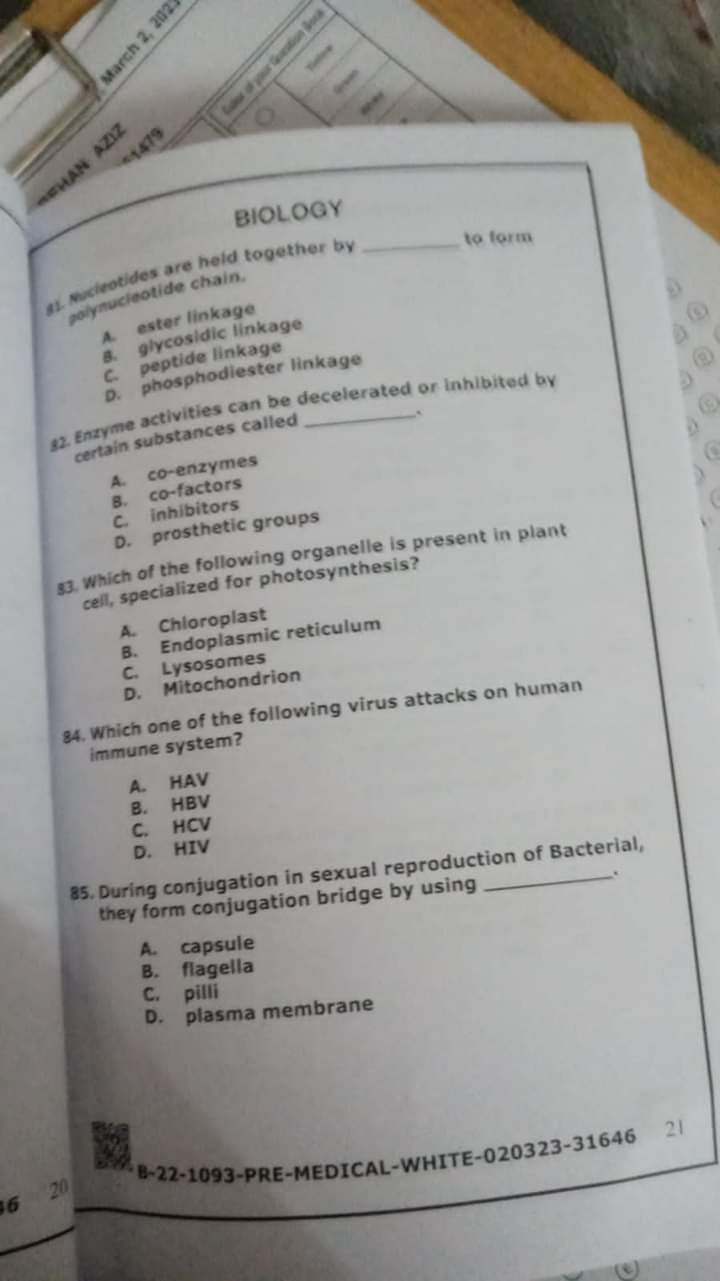 March 2, 2023
AZIZ
Color of your Question Book
BIOLOGY
81. Nucleotides are held together by ________ to form
polynucleotide chain.
A. ester linkage
B. glycosidic linkage
C. peptide linkage
D. phosphodiester linkage
82. Enzyme activities can be decelerated or inhibited by
certain substances called ________.
A. co-enzymes
B. co-factors
C. inhibitors
D. prosthetic groups
83. Which of the following organelle is present in plant
cell, specialized for photosynthesis?
A. Chloroplast
B. Endoplasmic reticulum
C. Lysosomes
D. Mitochondrion
84. Which one of the following virus attacks on human
immune system?
A. HAV
B. HBV
C. HCV
D. HIV
85. During conjugation in sexual reproduction of Bacterial,
they form conjugation bridge by using ________.
A. capsule
B. flagella
C. pilli
D. plasma membrane
B-22-1093-PRE-MEDICAL-WHITE-020323-31646 21
20